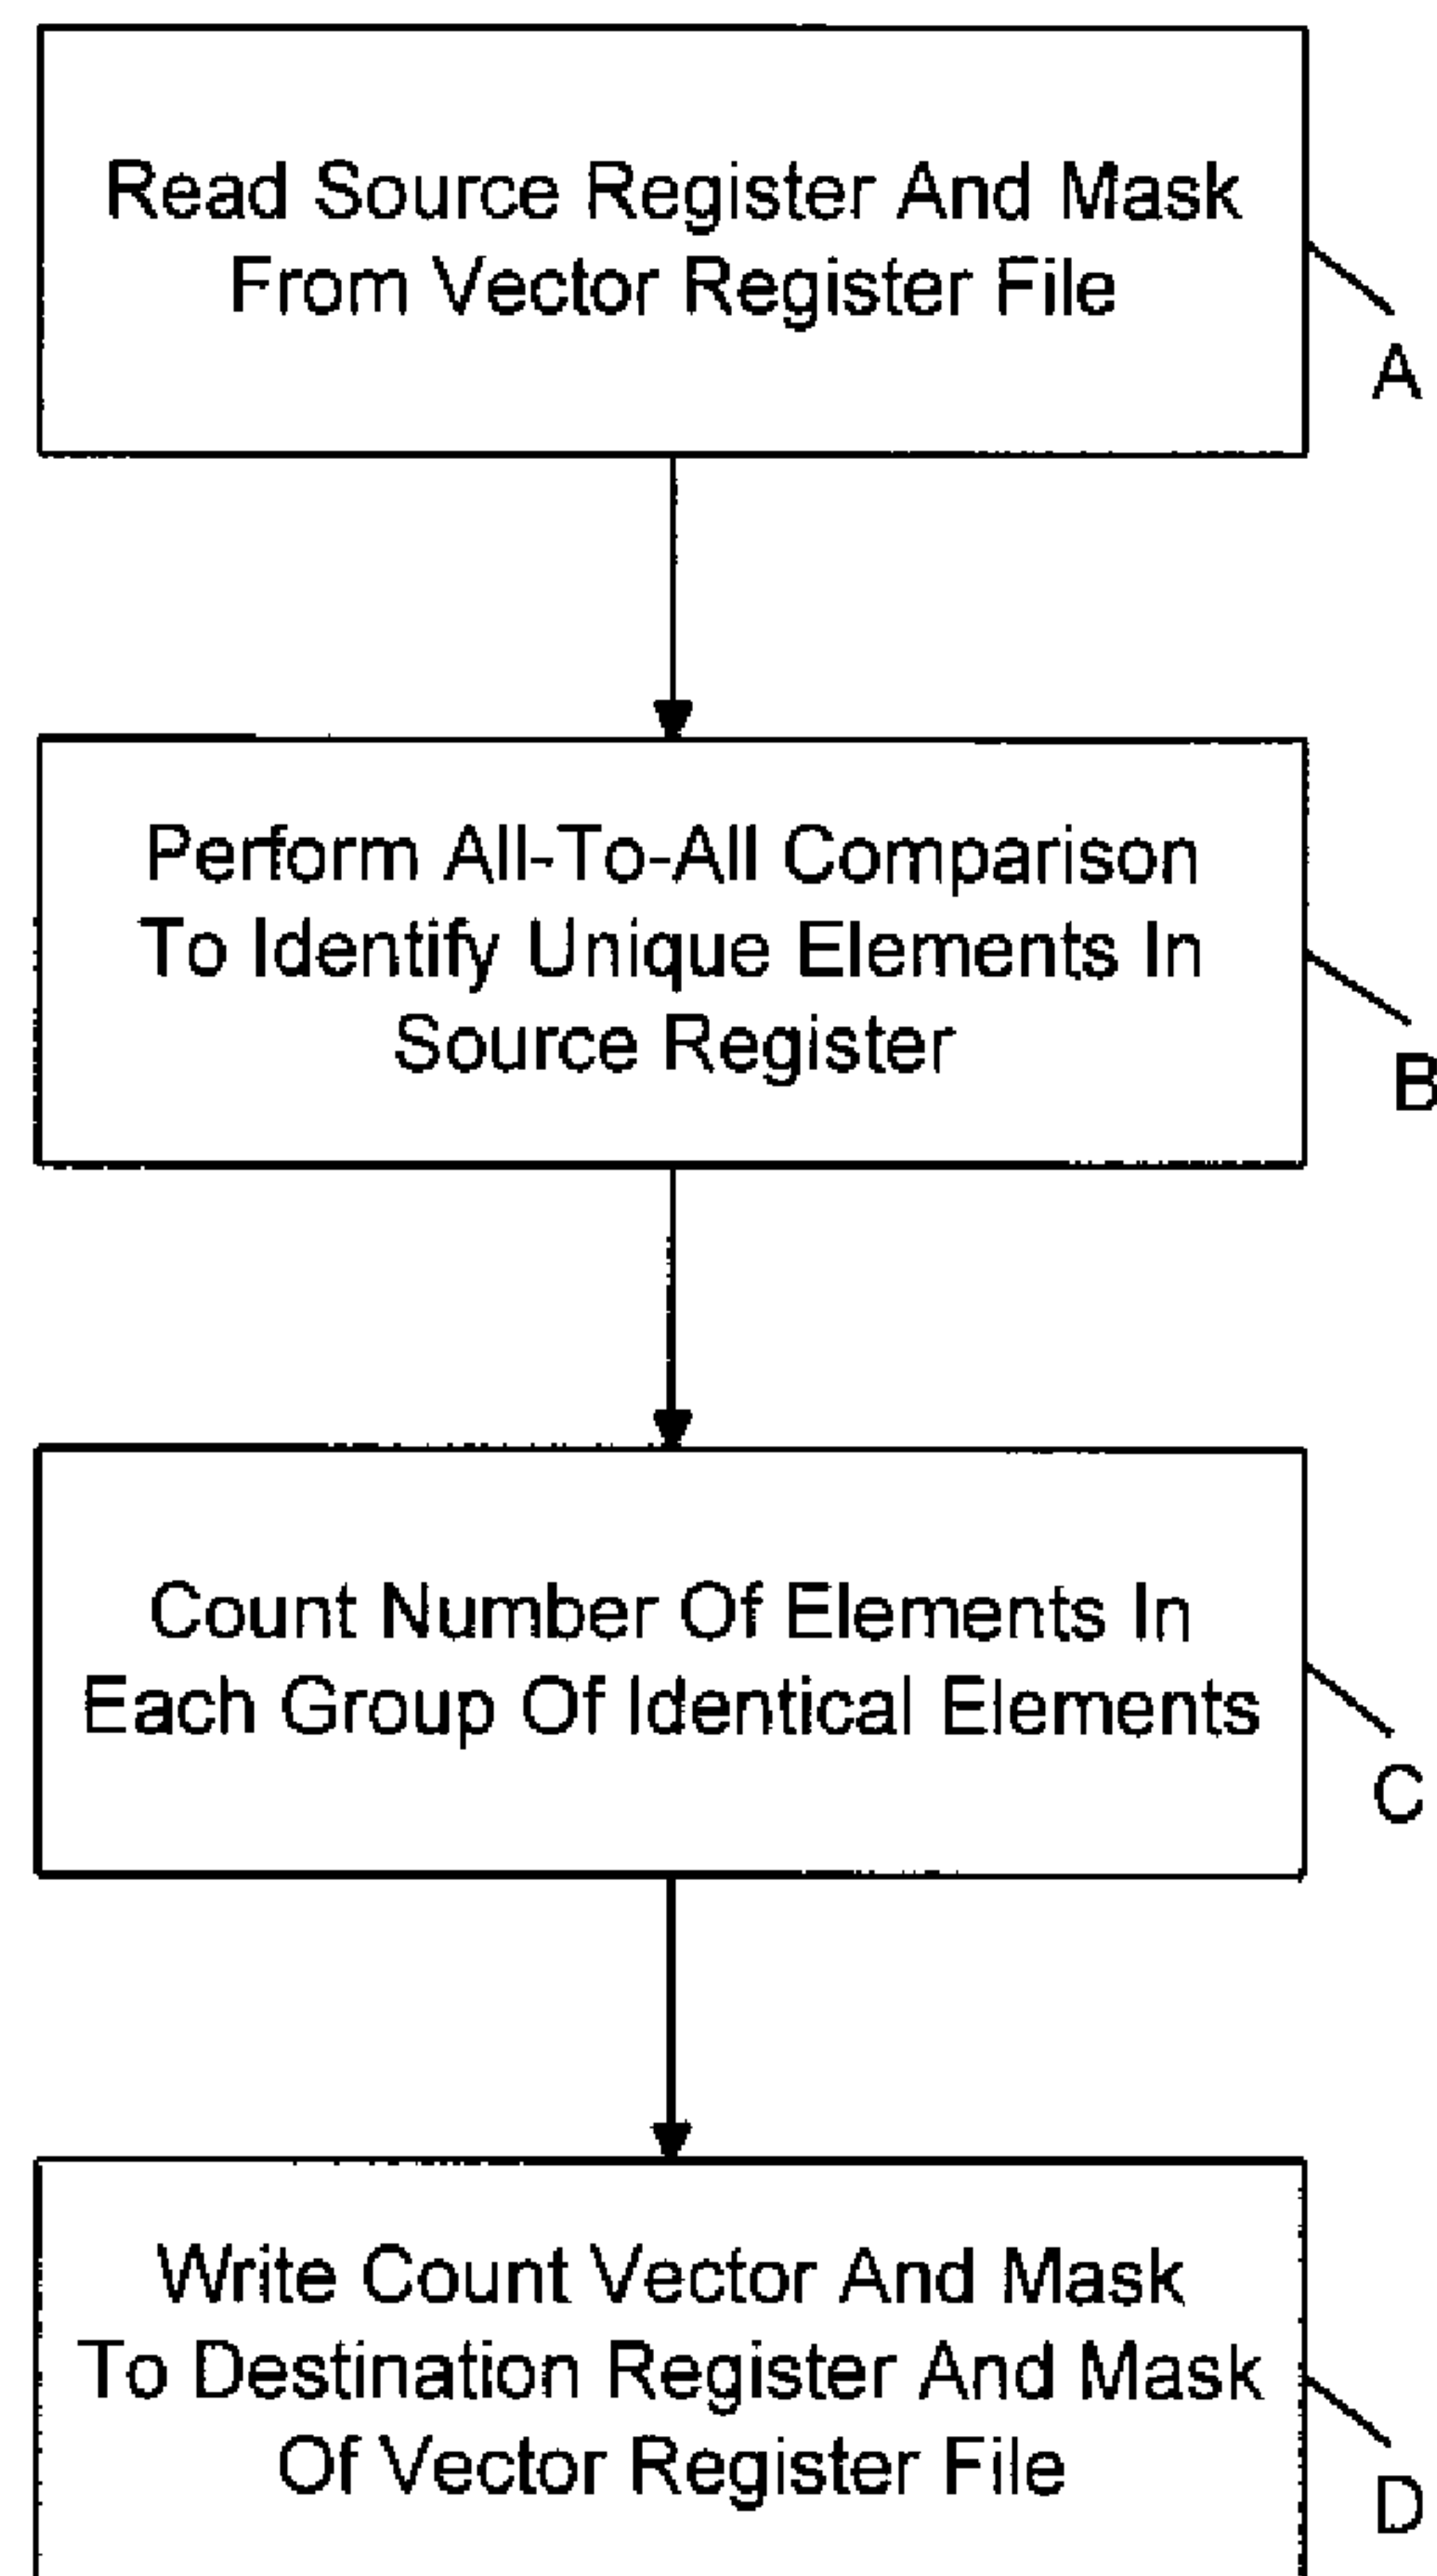 Read Source Register And Mask
From Vector Register File
A
Perform All-To-All Comparison
To Identify Unique Elements In
Source Register
B
Count Number Of Elements In
Each Group Of Identical Elements
C
Write Count Vector And Mask
To Destination Register And Mask
Of Vector Register File
D